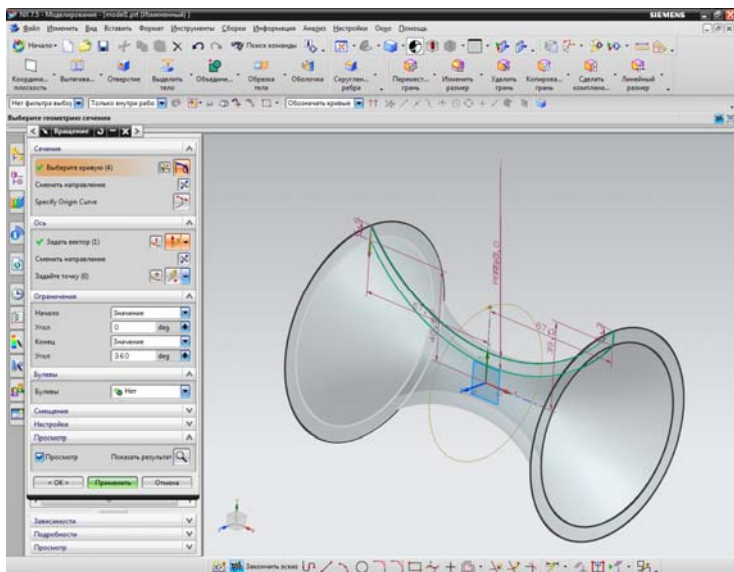 NX 7.5 - Моделирование - [model1.prt (Измененный)]
SIEMENS
Файл Изменить Вид Вставить Формат Инструменты Сборки Информация Анализ Настройки Окно Помощь
Начало Поиск команды
Вытягива... Отверстие Выделить тело Объедине... Обрезка тела Оболочка Скруглен... ребра Перемест... грань Изменить размер Удалить грань Копирова... грань Сделать комплана... Линейный размер
Нет фильтра выбо Только внутри рабо Обозначить кривые
Выберите геометрию сечения
Вращение
Сечения
Выберите кривую (4)
Сменить направление
Specify Origin Curve
Ось
Задать вектор (1)
Сменить направление
Задайте точку (0)
Ограничения
Начало Значение
Угол 0 deg
Конец Значение
Угол 360 deg
Булевы
Булевы Нет
Смещение
Настройки
Просмотр
Просмотр Показать результат
< OK > Применить Отмена
Зависимости
Подробности
Просмотр
Закончить эскиз